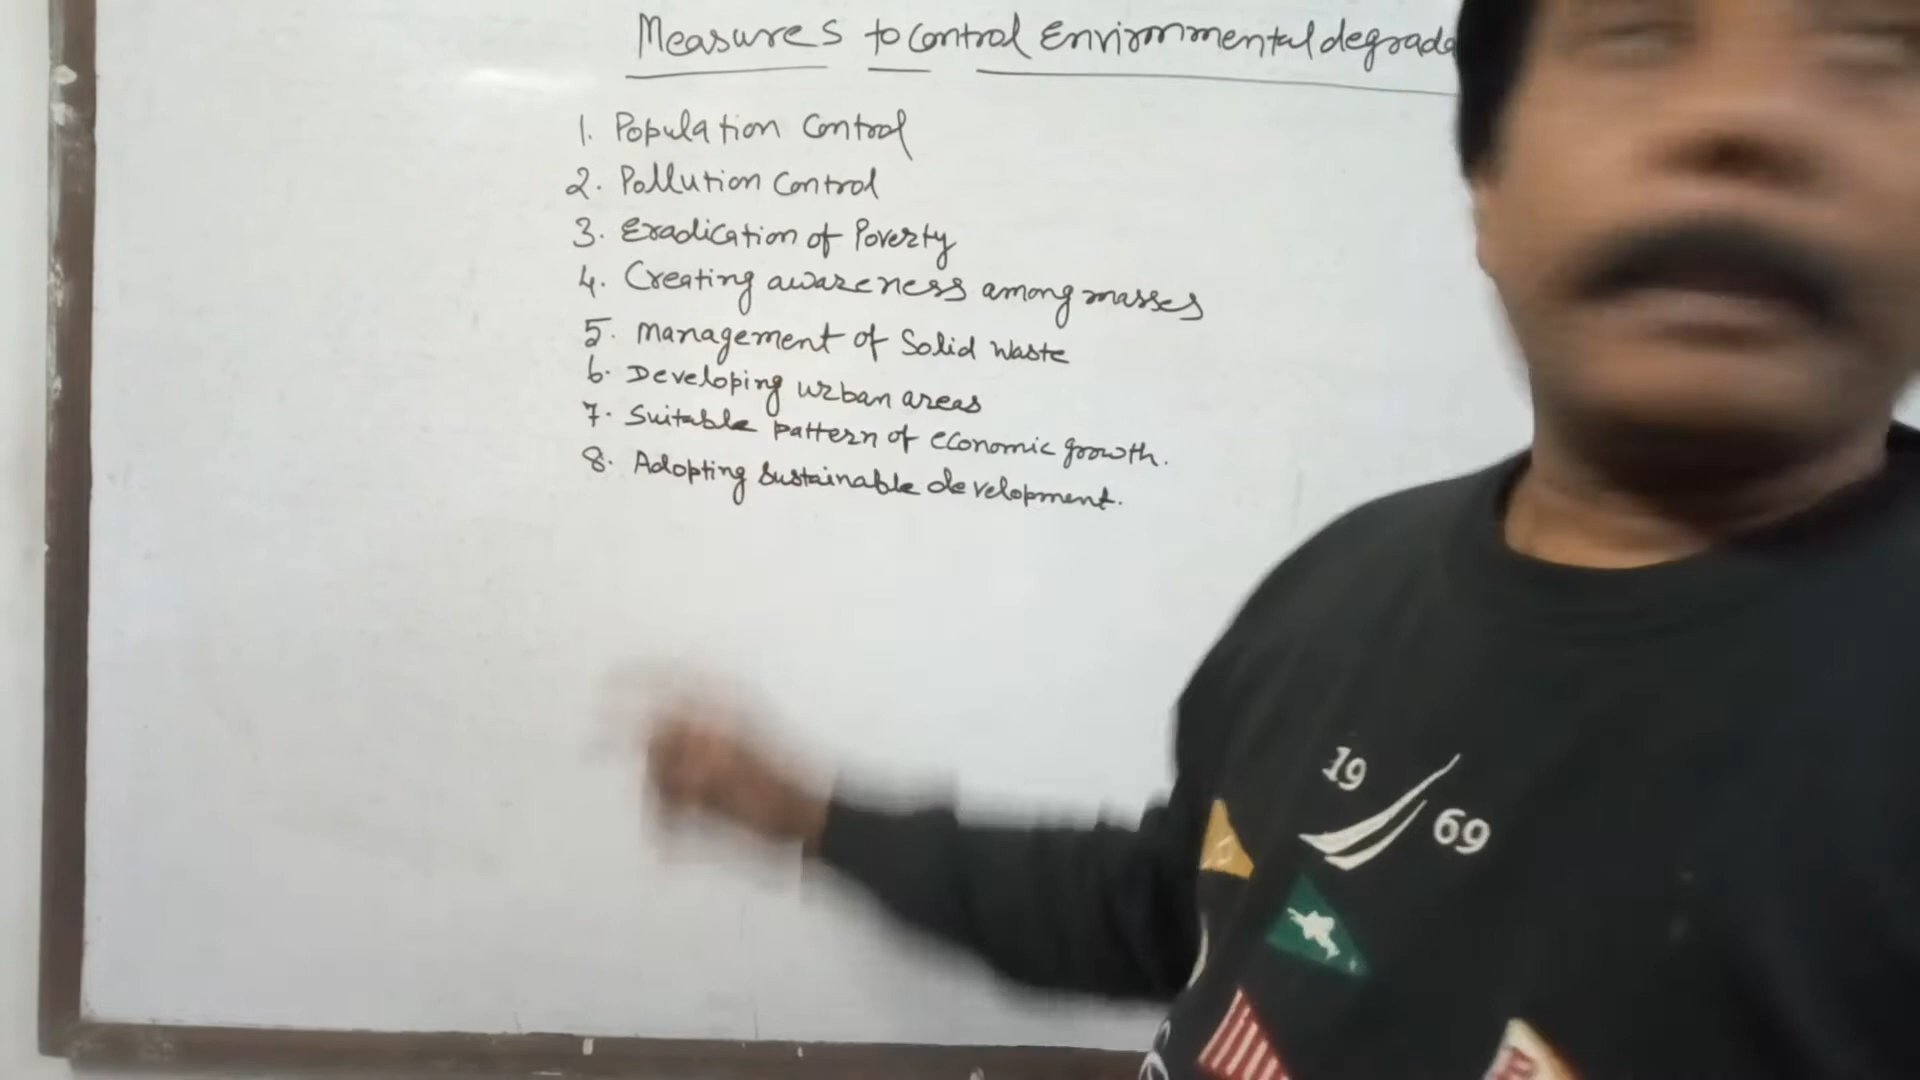 Measures to control Environmental degrada
1. Population control
2. Pollution control
3. Eradication of Poverty
4. Creating awareness among masses
5. Management of Solid waste
6. Developing urban areas
7. Suitable pattern of economic growth.
8. Adopting sustainable development.
19
69